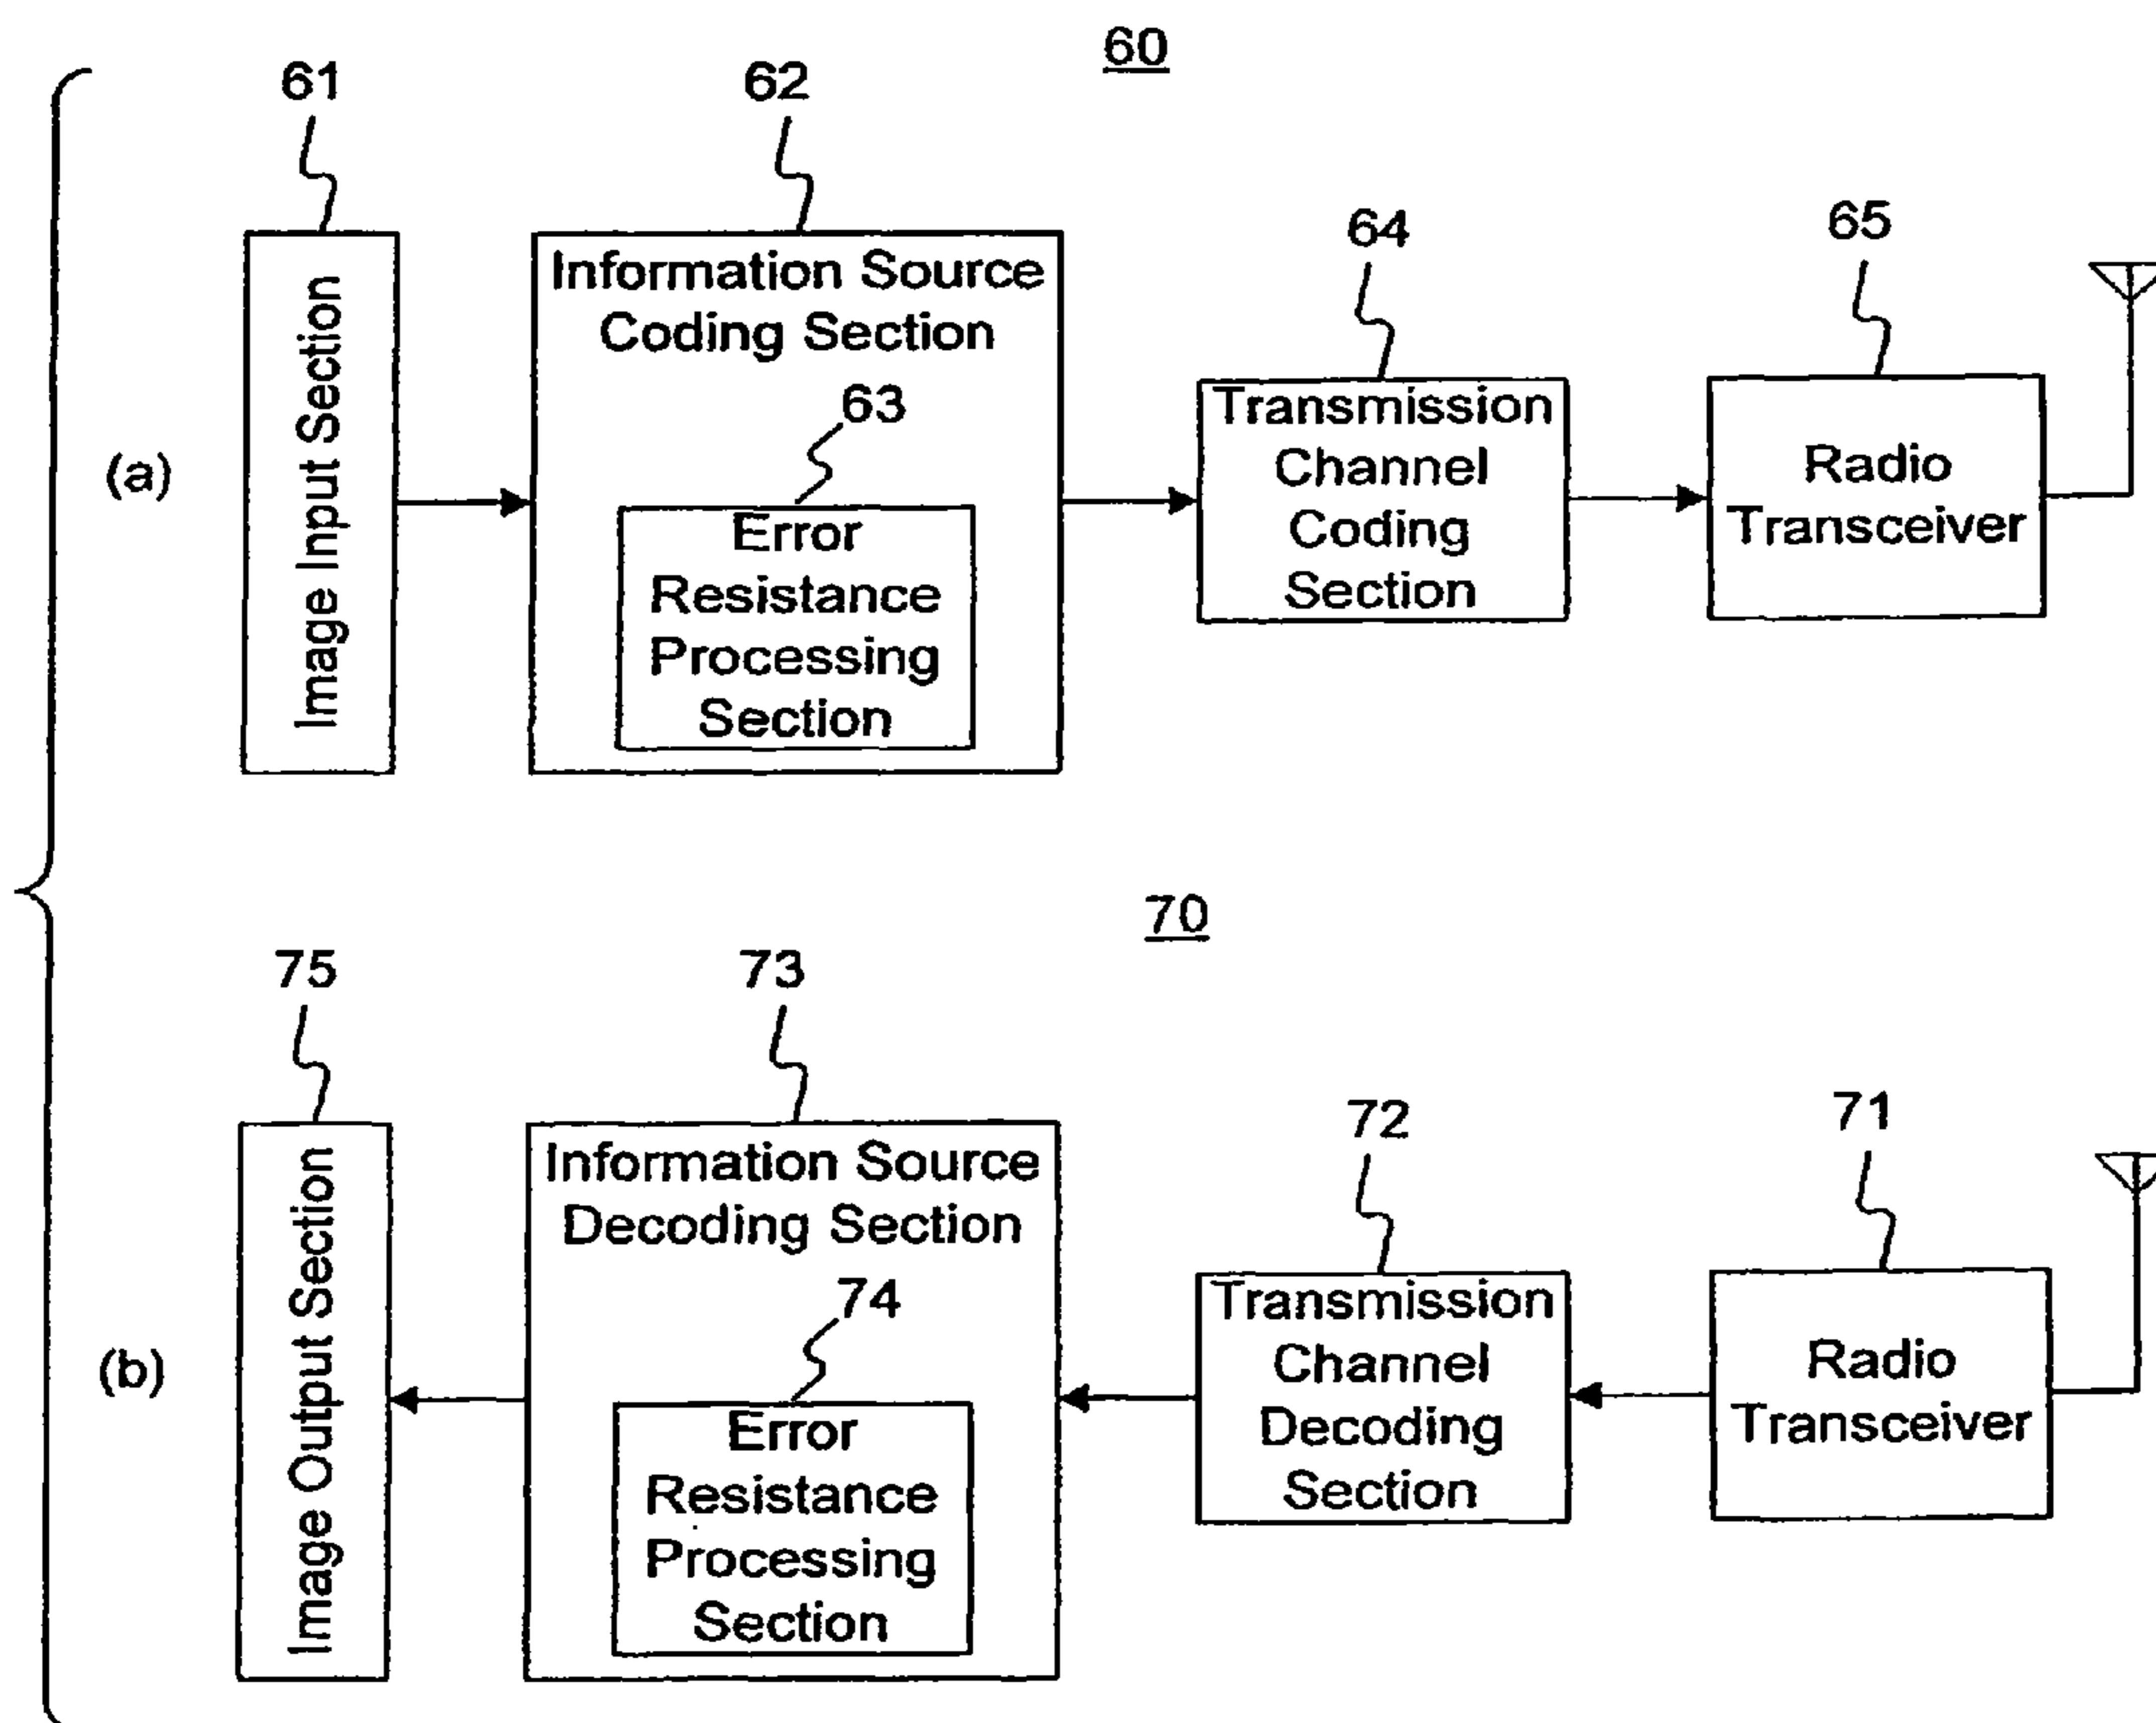 60
61
62
Information Source
Coding Section
63
Error
Resistance
Processing
Section
64
Transmission
Channel
Coding
Section
65
Radio
Transceiver
Image Input Section
(a)
70
75
73
Information Source
Decoding Section
74
Error
Resistance
Processing
Section
72
Transmission
Channel
Decoding
Section
71
Radio
Transceiver
Image Output Section
(b)